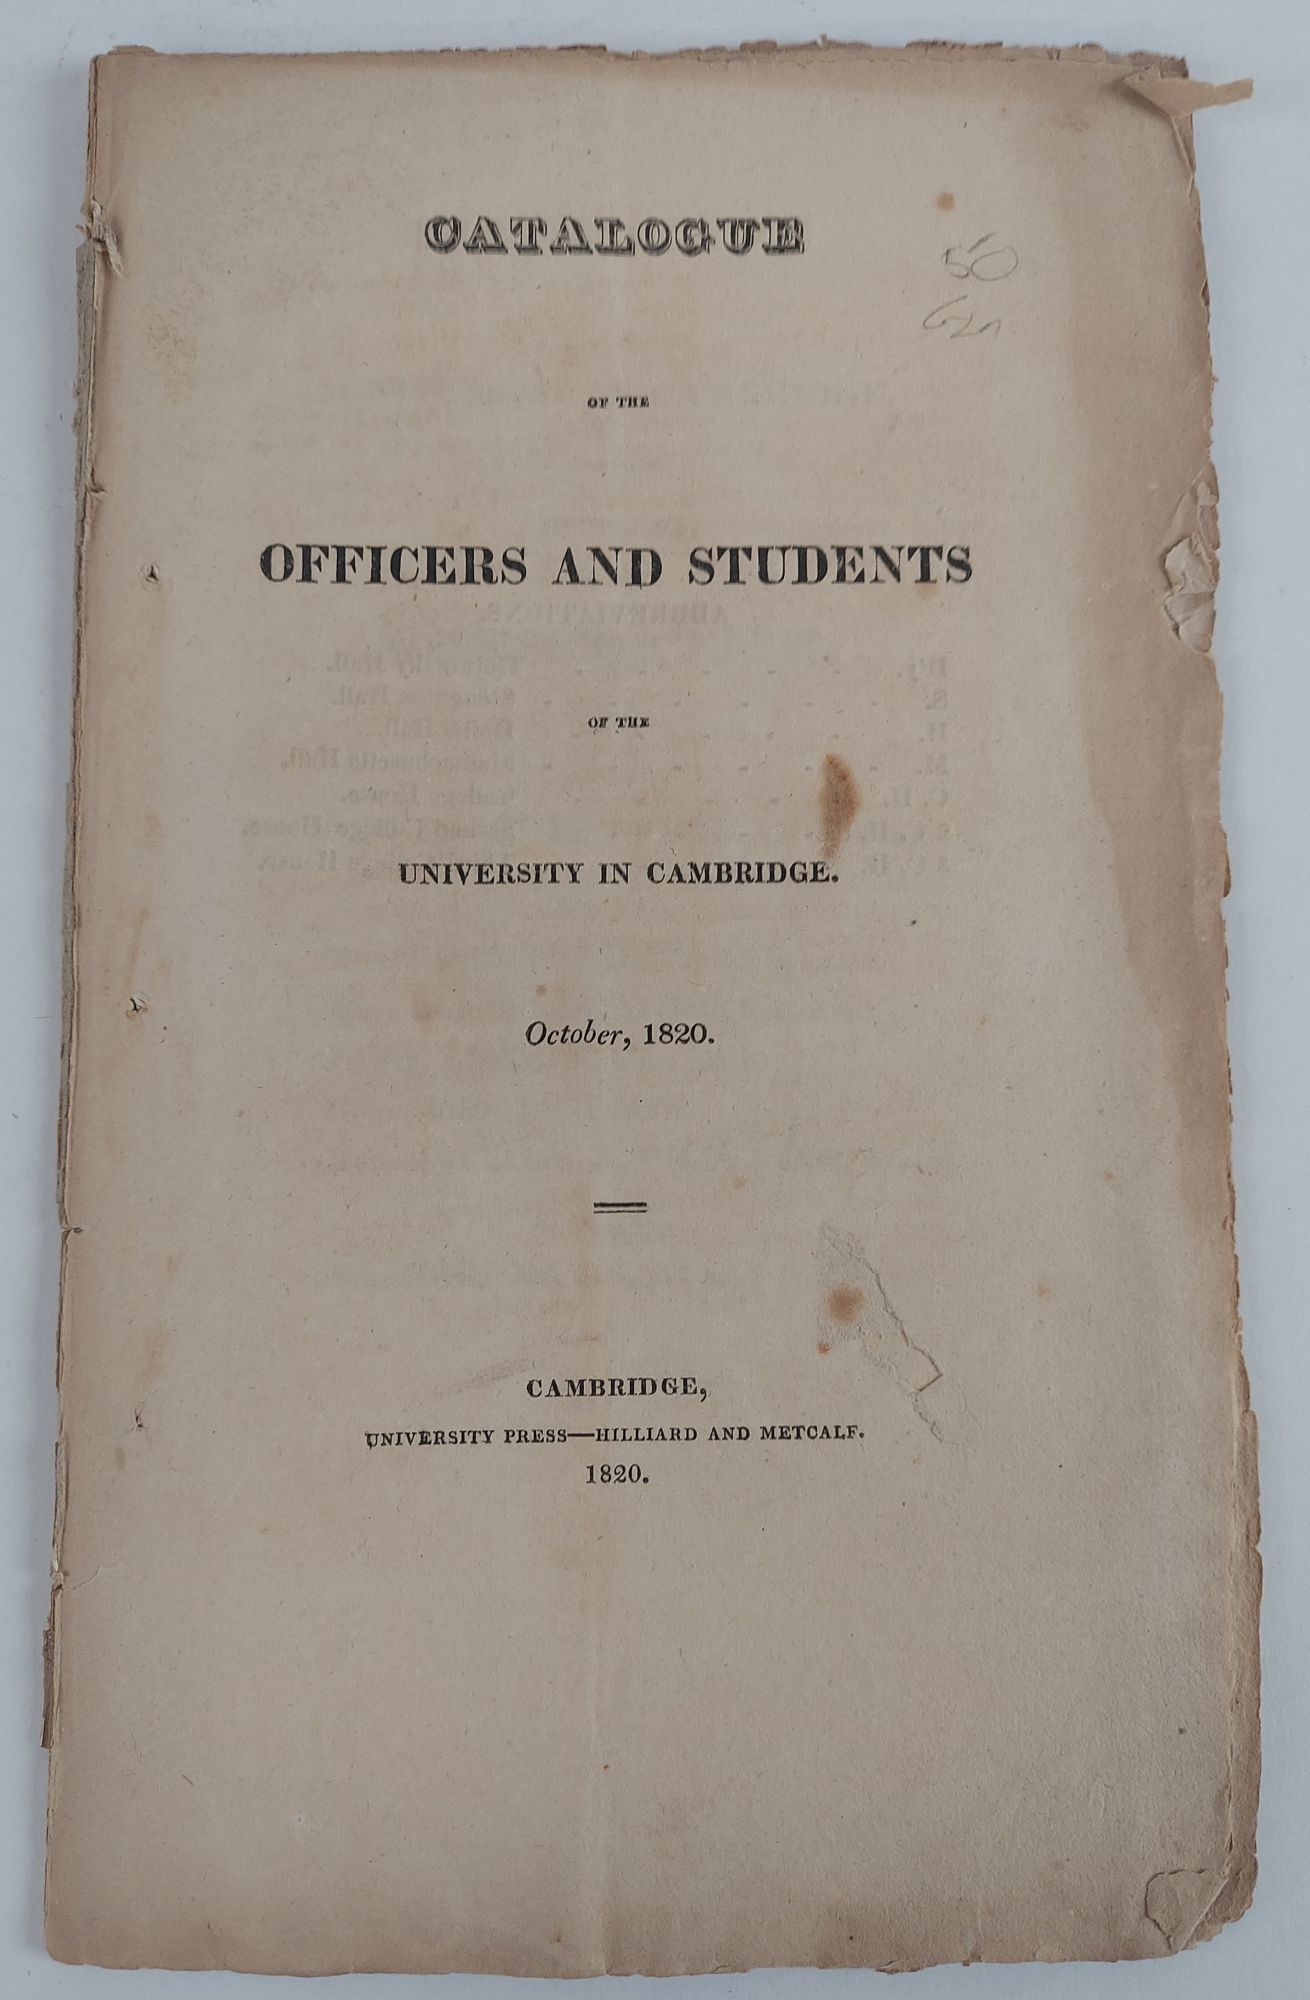 CATALOGUE
50
OF THE
OFFICERS AND STUDENTS
ABBREVIATIONS.
OF THE
UNIVERSITY IN CAMBRIDGE.
October, 1820.
CAMBRIDGE,
UNIVERSITY PRESS—HILLIARD AND METCALF.
1820.